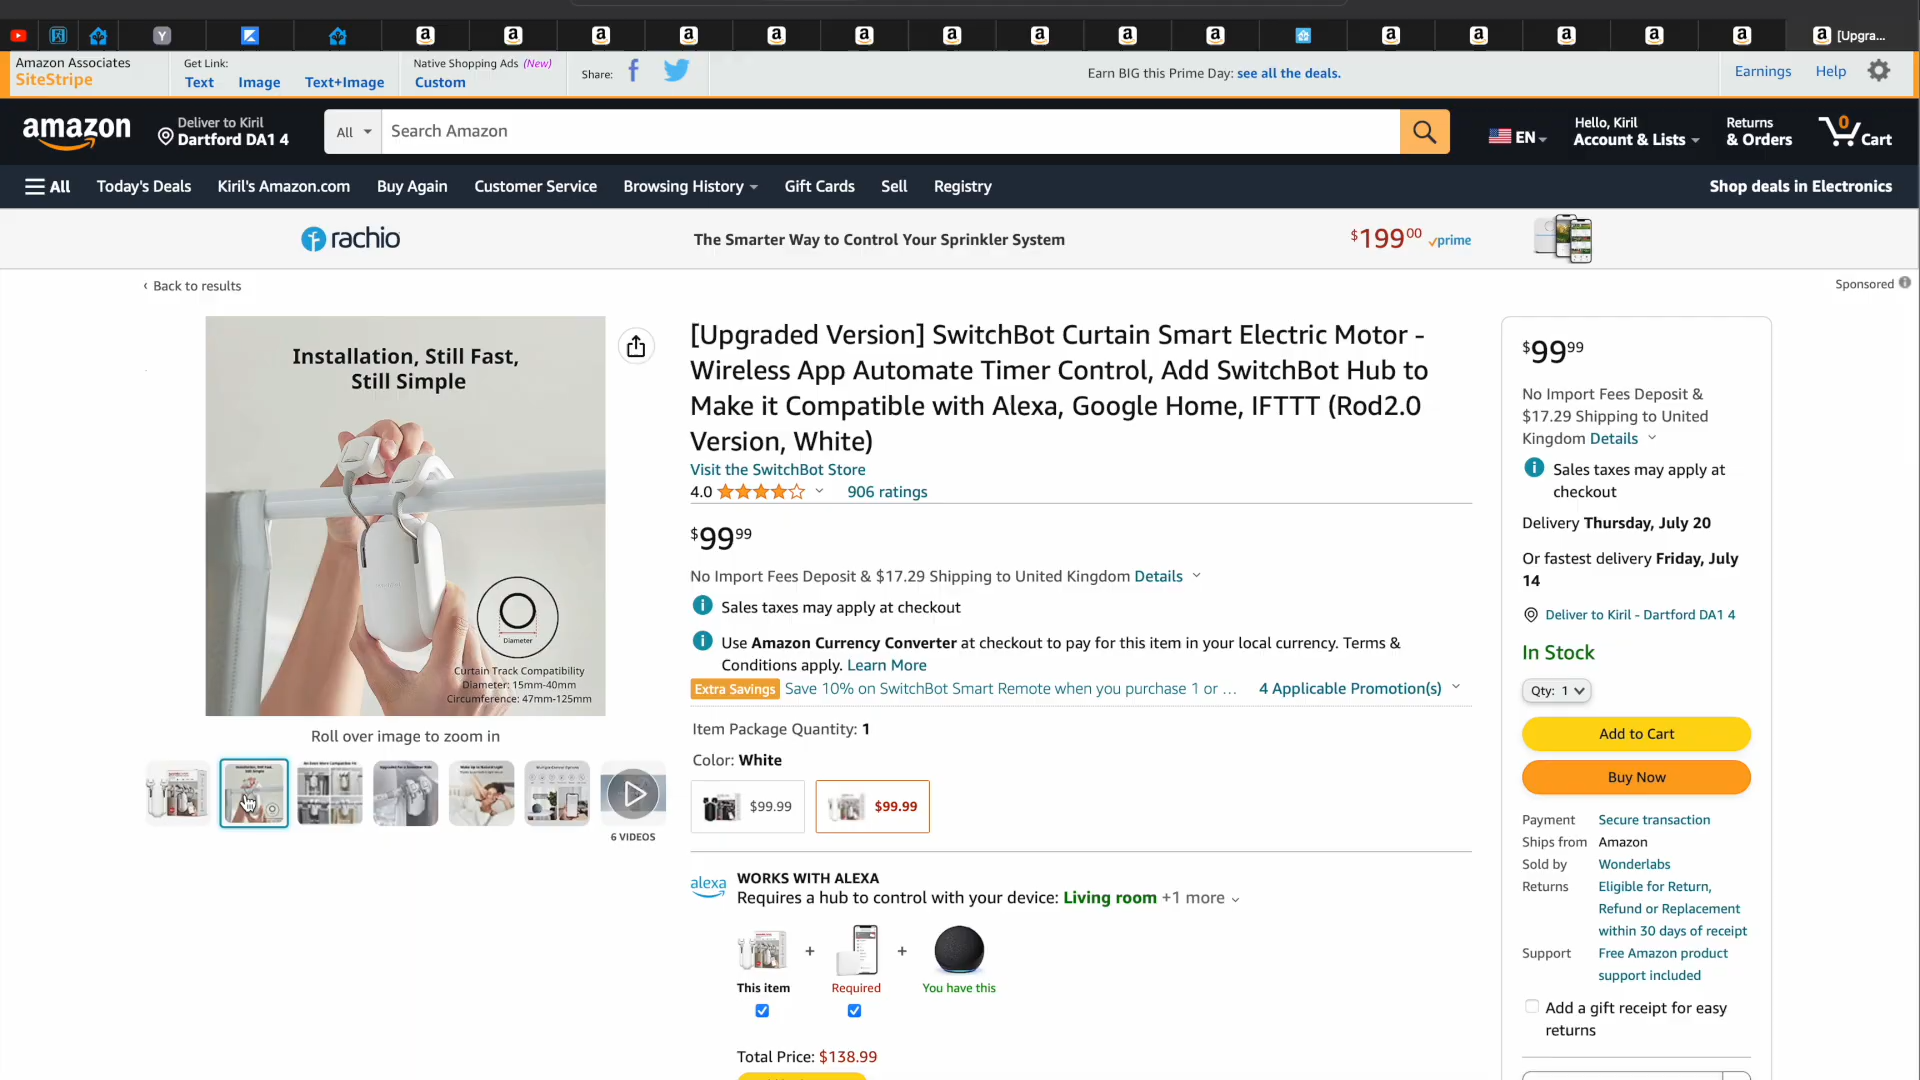 [Upgra...
Amazon Associates
SiteStripe
Get Link:
Text Image Text+Image
Native Shopping Ads (New)
Custom
Share:
Earn BIG this Prime Day: see all the deals.
Earnings Help
amazon
Deliver to Kiril
Dartford DA1 4
All
Search Amazon
EN
Hello, Kiril
Account & Lists
Returns
& Orders
0
Cart
All Today's Deals Kiril's Amazon.com Buy Again Customer Service Browsing History Gift Cards Sell Registry
Shop deals in Electronics
rachio
The Smarter Way to Control Your Sprinkler System
$19900 prime
Sponsored
‹ Back to results
Installation, Still Fast,
Still Simple
Diameter
Curtain Track Compatibility
Diameter: 15mm-40mm
Circumference: 47mm-125mm
Roll over image to zoom in
6 VIDEOS
[Upgraded Version] SwitchBot Curtain Smart Electric Motor -
Wireless App Automate Timer Control, Add SwitchBot Hub to
Make it Compatible with Alexa, Google Home, IFTTT (Rod2.0
Version, White)
Visit the SwitchBot Store
4.0 906 ratings
$9999
No Import Fees Deposit & $17.29 Shipping to United Kingdom Details
Sales taxes may apply at checkout
Use Amazon Currency Converter at checkout to pay for this item in your local currency. Terms &
Conditions apply. Learn More
Extra Savings Save 10% on SwitchBot Smart Remote when you purchase 1 or … 4 Applicable Promotion(s)
Item Package Quantity: 1
Color: White
$99.99 $99.99
alexa
WORKS WITH ALEXA
Requires a hub to control with your device: Living room +1 more
+ +
This item Required You have this
Total Price: $138.99
$9999
No Import Fees Deposit &
$17.29 Shipping to United
Kingdom Details
Sales taxes may apply at
checkout
Delivery Thursday, July 20
Or fastest delivery Friday, July
14
Deliver to Kiril - Dartford DA1 4
In Stock
Qty: 1
Add to Cart
Buy Now
Payment Secure transaction
Ships from Amazon
Sold by Wonderlabs
Returns Eligible for Return,
Refund or Replacement
within 30 days of receipt
Support Free Amazon product
support included
Add a gift receipt for easy
returns